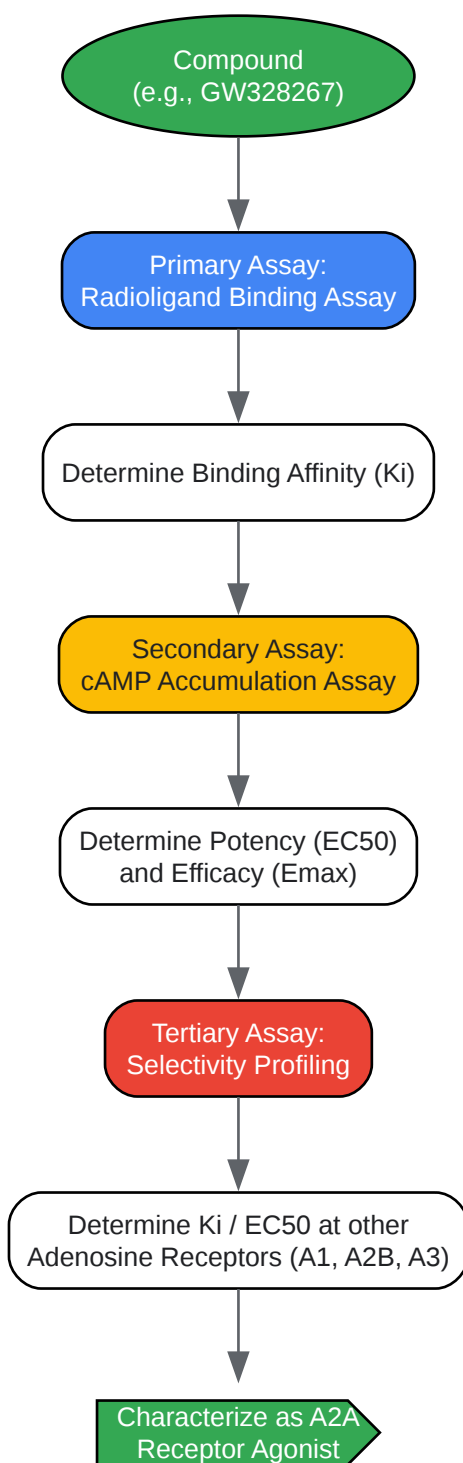 Compound
(e.g., GW328267)
Primary Assay:
Radioligand Binding Assay
Determine Binding Affinity (Ki)
Secondary Assay:
cAMP Accumulation Assay
Determine Potency (EC50)
and Efficacy (Emax)
Tertiary Assay:
Selectivity Profiling
Determine Ki / EC50 at other
Adenosine Receptors (A1, A2B, A3)
Characterize as A2A
Receptor Agonist